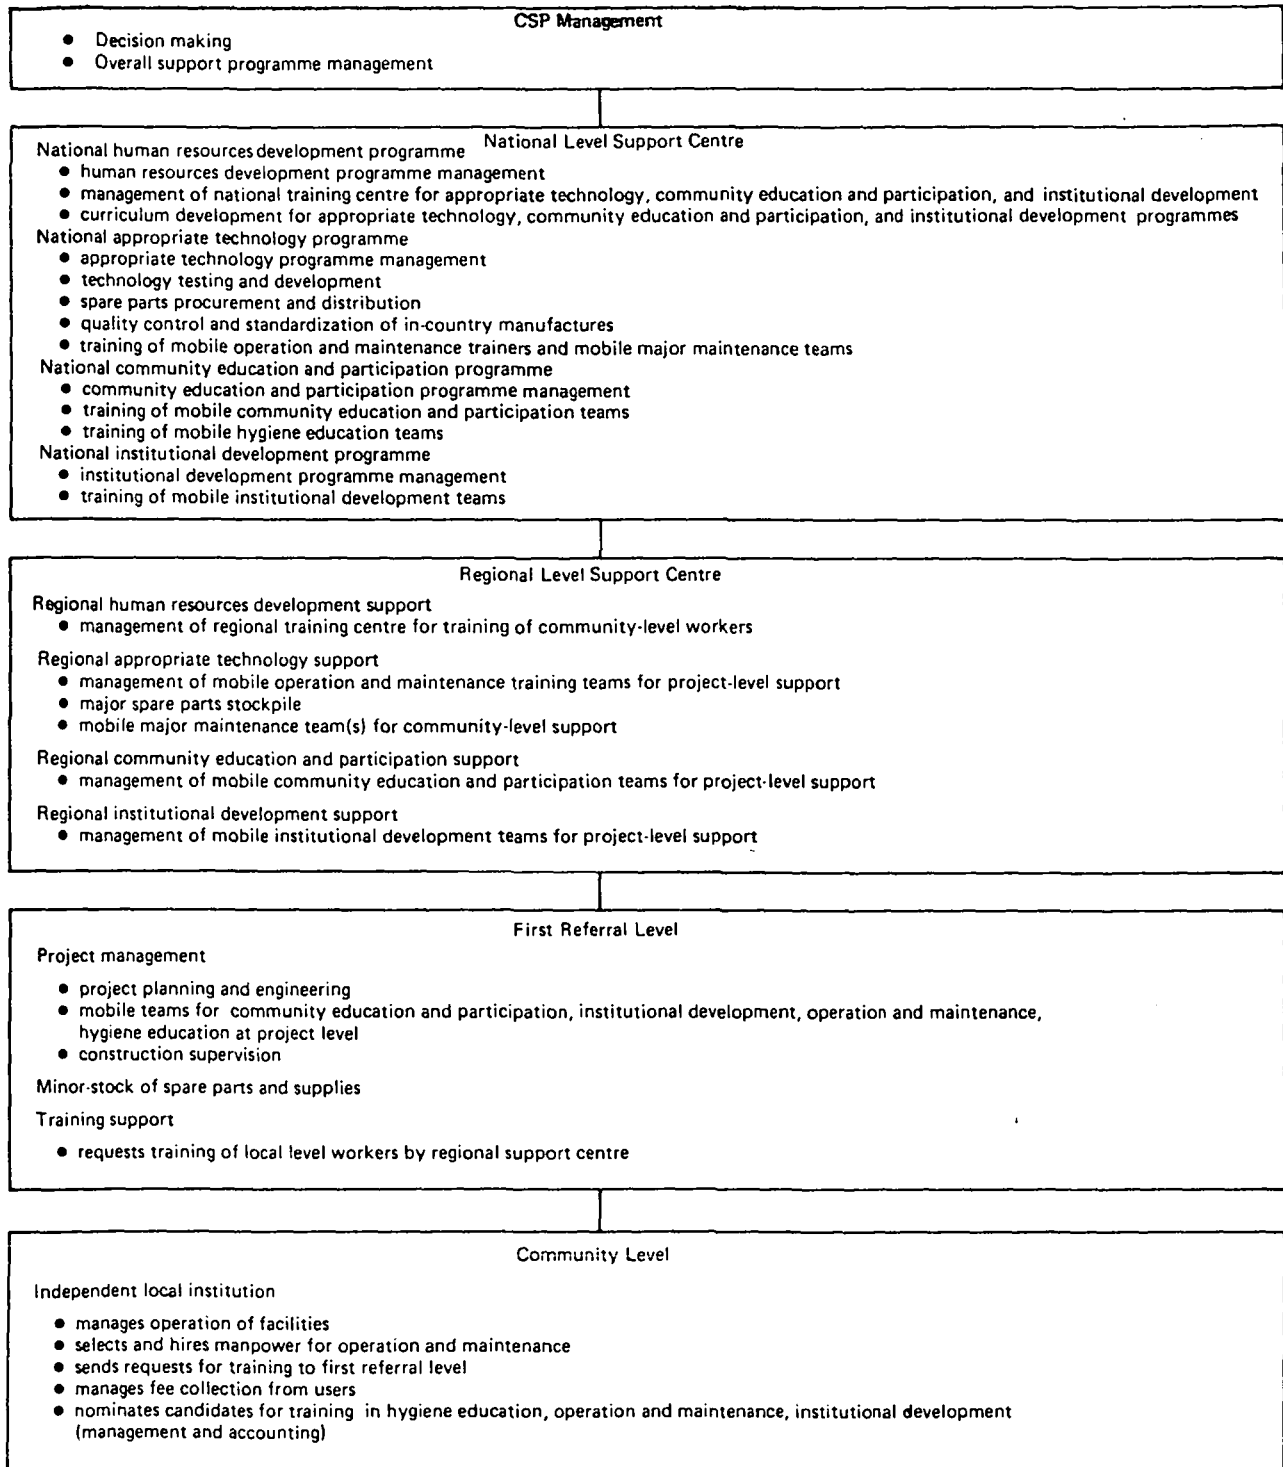 CSP Management
● Decision making
● Overall support programme management
National Level Support Centre
National human resources development programme
● human resources development programme management
● management of national training centre for appropriate technology, community education and participation, and institutional development
● curriculum development for appropriate technology, community education and participation, and institutional development programmes
National appropriate technology programme
● appropriate technology programme management
● technology testing and development
● spare parts procurement and distribution
● quality control and standardization of in-country manufactures
● training of mobile operation and maintenance trainers and mobile major maintenance teams
National community education and participation programme
● community education and participation programme management
● training of mobile community education and participation teams
● training of mobile hygiene education teams
National institutional development programme
● institutional development programme management
● training of mobile institutional development teams
Regional Level Support Centre
Regional human resources development support
● management of regional training centre for training of community-level workers
Regional appropriate technology support
● management of mobile operation and maintenance training teams for project-level support
● major spare parts stockpile
● mobile major maintenance team(s) for community-level support
Regional community education and participation support
● management of mobile community education and participation teams for project-level support
Regional institutional development support
● management of mobile institutional development teams for project-level support
First Referral Level
Project management
● project planning and engineering
● mobile teams for community education and participation, institutional development, operation and maintenance,
hygiene education at project level
● construction supervision
Minor-stock of spare parts and supplies
Training support
● requests training of local level workers by regional support centre
Community Level
Independent local institution
● manages operation of facilities
● selects and hires manpower for operation and maintenance
● sends requests for training to first referral level
● manages fee collection from users
● nominates candidates for training in hygiene education, operation and maintenance, institutional development
(management and accounting)